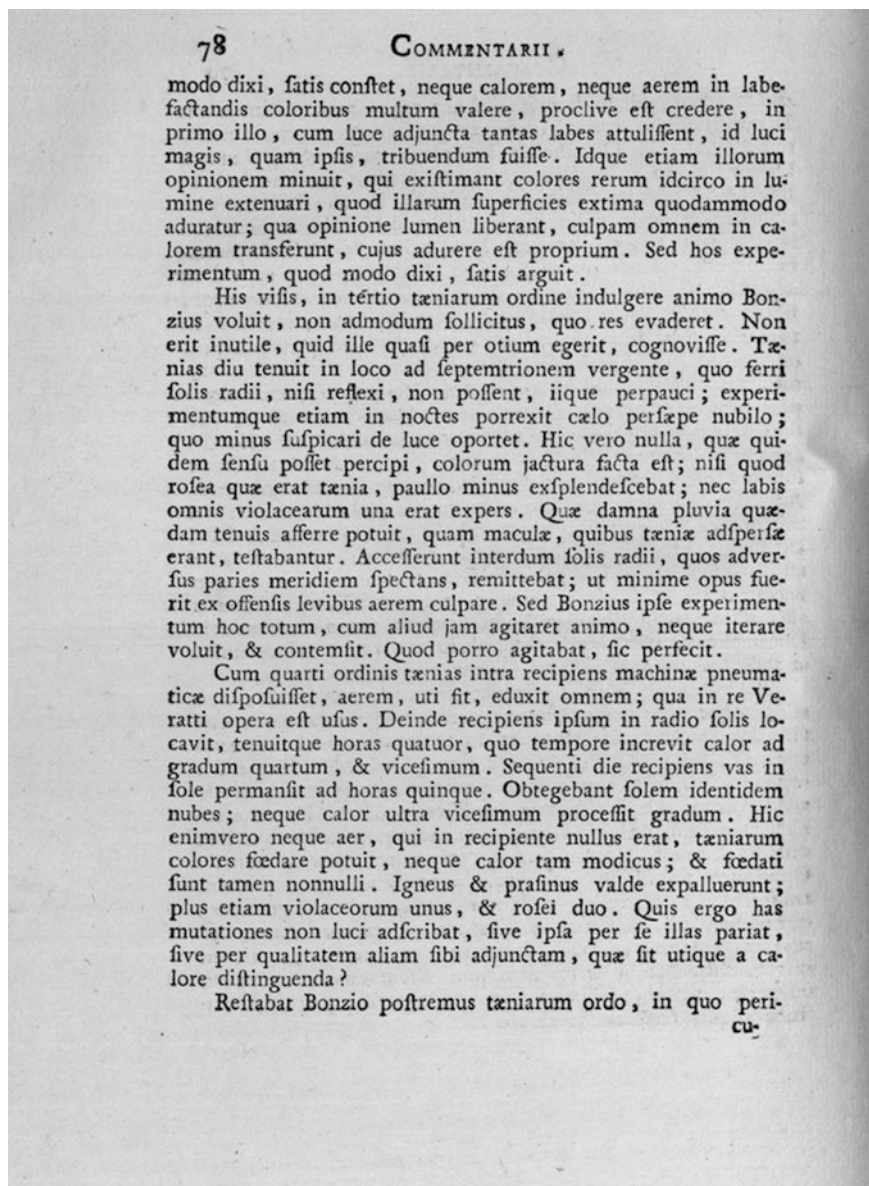 78 COMMENTARII.
modo dixi, ſatis conſtet, neque calorem, neque aerem in labe-
factandis coloribus multum valere, proclive eſt credere, in
primo illo, cum luce adjuncta tantas labes attuliſſent, id luci
magis, quam ipſis, tribuendum fuiſſe. Idque etiam illorum
opinionem minuit, qui exiſtimant colores rerum idcirco in lu-
mine extenuari, quod illarum ſuperficies extima quodammodo
aduratur; qua opinione lumen liberant, culpam omnem in ca-
lorem transferunt, cujus adurere eſt proprium. Sed hos expe-
rimentum, quod modo dixi, ſatis arguit.
His viſis, in tértio tæniarum ordine indulgere animo Bon-
zius voluit, non admodum ſollicitus, quo res evaderet. Non
erit inutile, quid ille quaſi per otium egerit, cognoviſſe. Tæ-
nias diu tenuit in loco ad ſeptemtrionem vergente, quo ferri
ſolis radii, niſi reflexi, non poſſent, iique perpauci; experi-
mentumque etiam in noctes porrexit cælo perſæpe nubilo;
quo minus ſuſpicari de luce oportet. Hic vero nulla, quæ qui-
dem ſenſu poſſet percipi, colorum jactura facta eſt; niſi quod
roſea quæ erat tænia, paullo minus exſplendeſcebat; nec labis
omnis violacearum una erat expers. Quæ damna pluvia quæ-
dam tenuis afferre potuit, quam maculæ, quibus tæniæ adſperſæ
erant, teſtabantur. Acceſſerunt interdum ſolis radii, quos adver-
ſus paries meridiem ſpectans, remittebat; ut minime opus fue-
rit ex offenſis levibus aerem culpare. Sed Bonzius ipſe experimen-
tum hoc totum, cum aliud jam agitaret animo, neque iterare
voluit, & contemſit. Quod porro agitabat, ſic perfecit.
Cum quarti ordinis tænias intra recipiens machinæ pneuma-
ticæ diſpoſuiſſet, aerem, uti fit, eduxit omnem; qua in re Ve-
ratti opera eſt uſus. Deinde recipiens ipſum in radio ſolis lo-
cavit, tenuitque horas quatuor, quo tempore increvit calor ad
gradum quartum, & viceſimum. Sequenti die recipiens vas in
ſole permanſit ad horas quinque. Obtegebant ſolem identidem
nubes; neque calor ultra viceſimum proceſſit gradum. Hic
enimvero neque aer, qui in recipiente nullus erat, tæniarum
colores fœdare potuit, neque calor tam modicus; & fœdati
ſunt tamen nonnulli. Igneus & praſinus valde expalluerunt;
plus etiam violaceorum unus, & roſei duo. Quis ergo has
mutationes non luci adſcribat, ſive ipſa per ſe illas pariat,
ſive per qualitatem aliam ſibi adjunctam, quæ ſit utique a ca-
lore diſtinguenda?
Reſtabat Bonzio poſtremus tæniarum ordo, in quo peri-
cu-